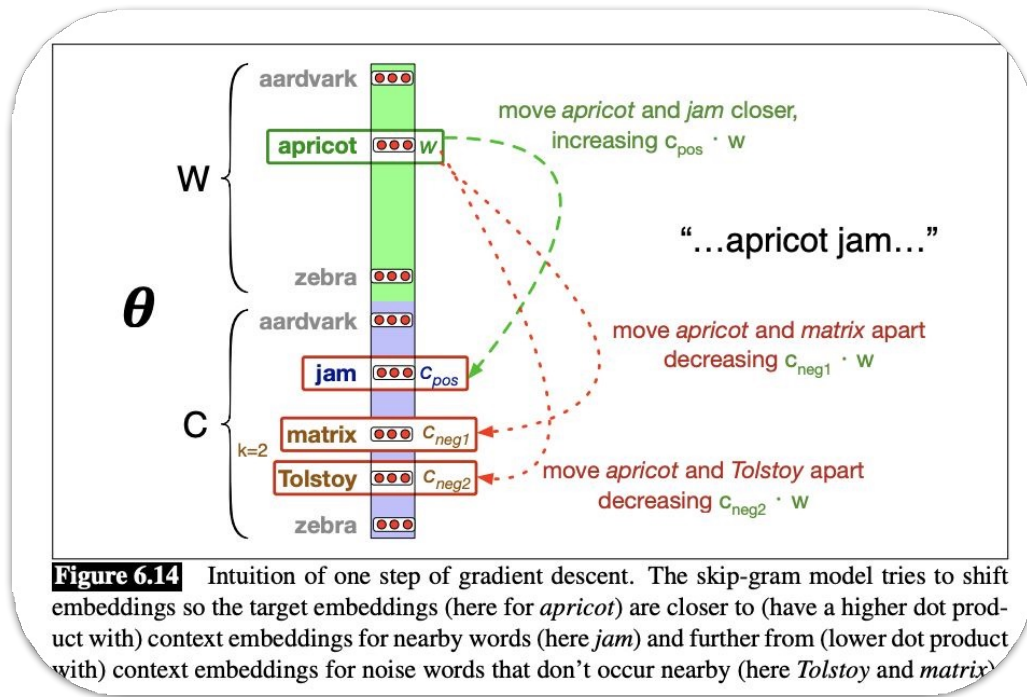 aardvark
apricot w
move apricot and jam closer,
increasing c_pos · w
W
“…apricot jam…”
zebra
θ
aardvark
move apricot and matrix apart
decreasing c_neg1 · w
jam c_pos
C
matrix c_neg1
k=2
Tolstoy c_neg2
move apricot and Tolstoy apart
decreasing c_neg2 · w
zebra
Figure 6.14 Intuition of one step of gradient descent. The skip-gram model tries to shift
embeddings so the target embeddings (here for apricot) are closer to (have a higher dot prod-
uct with) context embeddings for nearby words (here jam) and further from (lower dot product
with) context embeddings for noise words that don’t occur nearby (here Tolstoy and matrix).